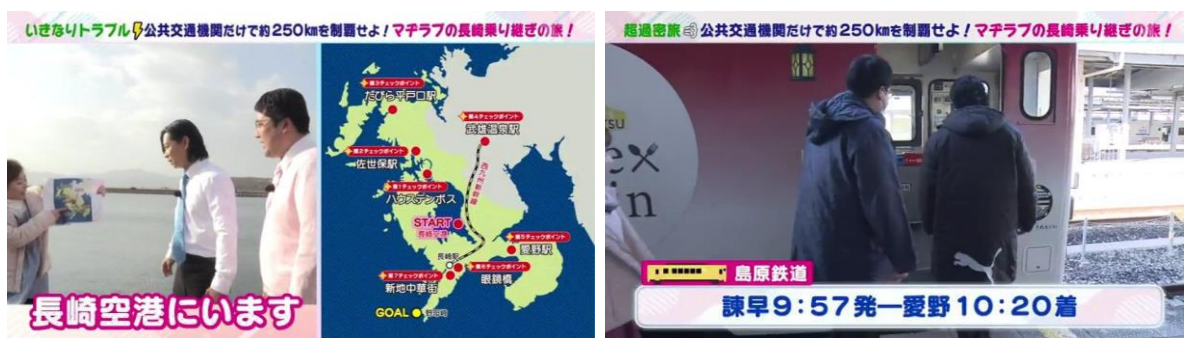 いきなりトラブル⚡公共交通機関だけで約250㎞を制覇せよ!マヂラブの長崎乗り継ぎの旅!
第3チェックポイント
たびら平戸口駅
第4チェックポイント
武雄温泉駅
第2チェックポイント
佐世保駅
西九州新幹線
第1チェックポイント
ハウステンボス
START
長崎空港
第5チェックポイント
愛野駅
長崎駅
第7チェックポイント
新地中華街
第6チェックポイント
眼鏡橋
GOAL
長崎空港にいます
超過密旅 公共交通機関だけで約250㎞を制覇せよ!マヂラブの長崎乗り継ぎの旅!
島原鉄道
諫早9:57発ー愛野10:20着